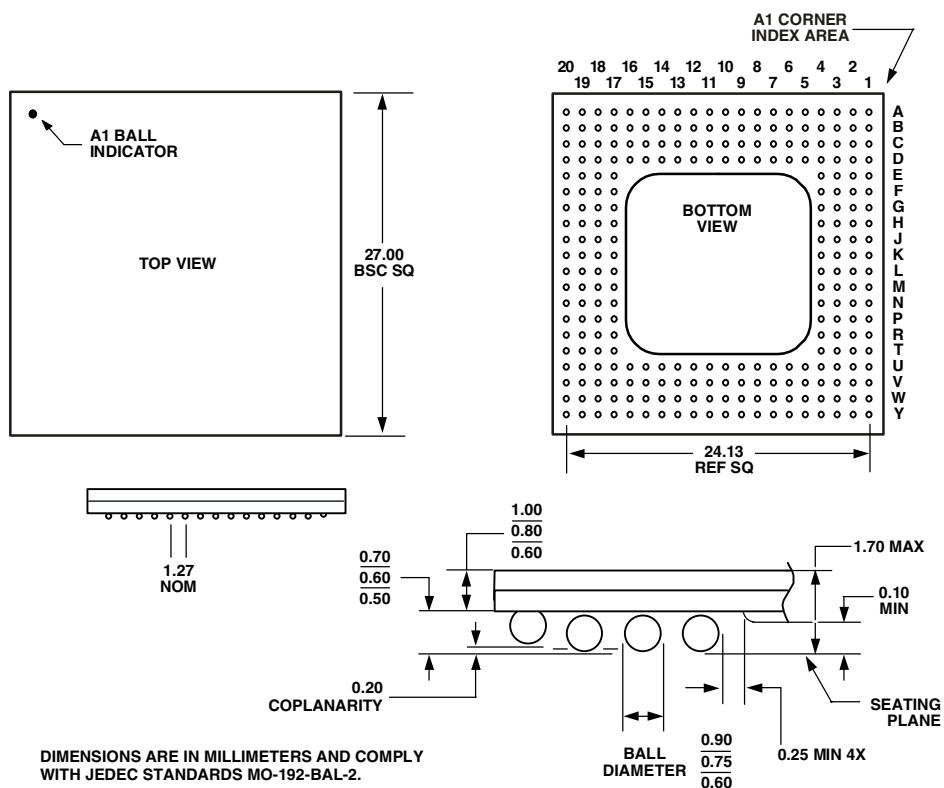 A1 CORNER
INDEX AREA
20 18 16 14 12 10 8 6 4 2
19 17 15 13 11 9 7 5 3 1
A1 BALL
INDICATOR
TOP VIEW
27.00
BSC SQ
BOTTOM
VIEW
A
B
C
D
E
F
G
H
J
K
L
M
N
P
R
T
U
V
W
Y
24.13
REF SQ
1.27
NOM
1.00
0.80
0.60
0.70
0.60
0.50
1.70 MAX
0.10
MIN
0.20
COPLANARITY
SEATING
PLANE
BALL
DIAMETER
0.90
0.75
0.60
0.25 MIN 4X
DIMENSIONS ARE IN MILLIMETERS AND COMPLY
WITH JEDEC STANDARDS MO-192-BAL-2.